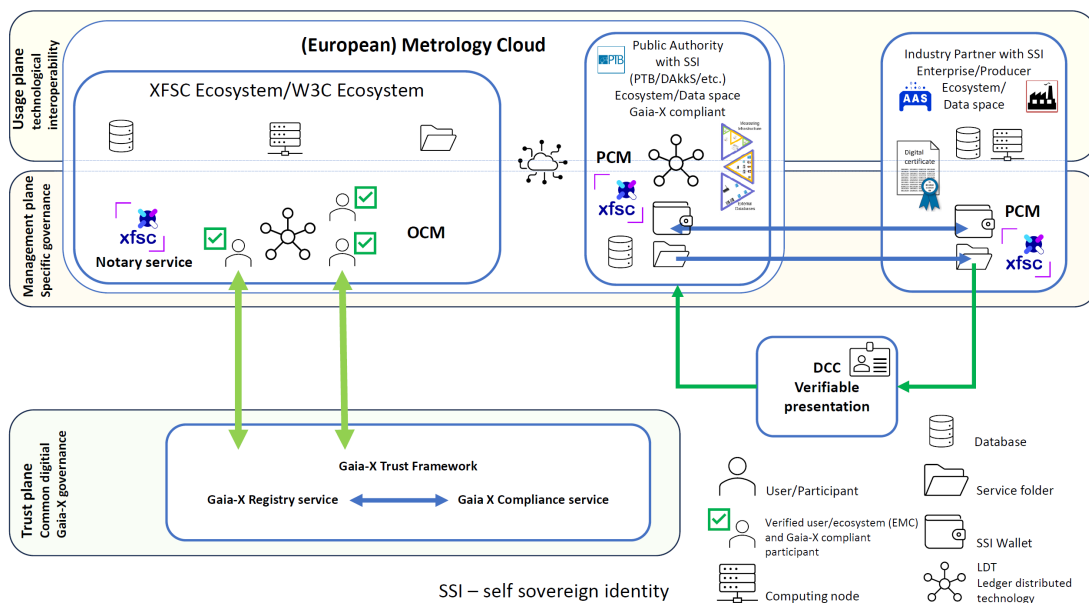 Usage plane
technological
interoperability
(European) Metrology Cloud
XFSC Ecosystem/W3C Ecosystem
PTB
Public Authority
with SSI
(PTB/DAkkS/etc.)
Ecosystem/Data space
Gaia-X compliant
Industry Partner with SSI
Enterprise/Producer
Ecosystem/
Data space
AAS
PCM
Digital
certificate
Management plane
Specific governance
xfsc
Notary service
OCM
xfsc
PCM
xfsc
DCC
Verifiable
presentation
Trust plane
Common digitial
Gaia-X governance
Gaia-X Trust Framework
Gaia-X Registry service
Gaia X Compliance service
Database
User/Participant
Service folder
Verified user/ecosystem (EMC)
and Gaia-X compliant
participant
SSI Wallet
Computing node
LDT
Ledger distributed
technology
SSI – self sovereign identity